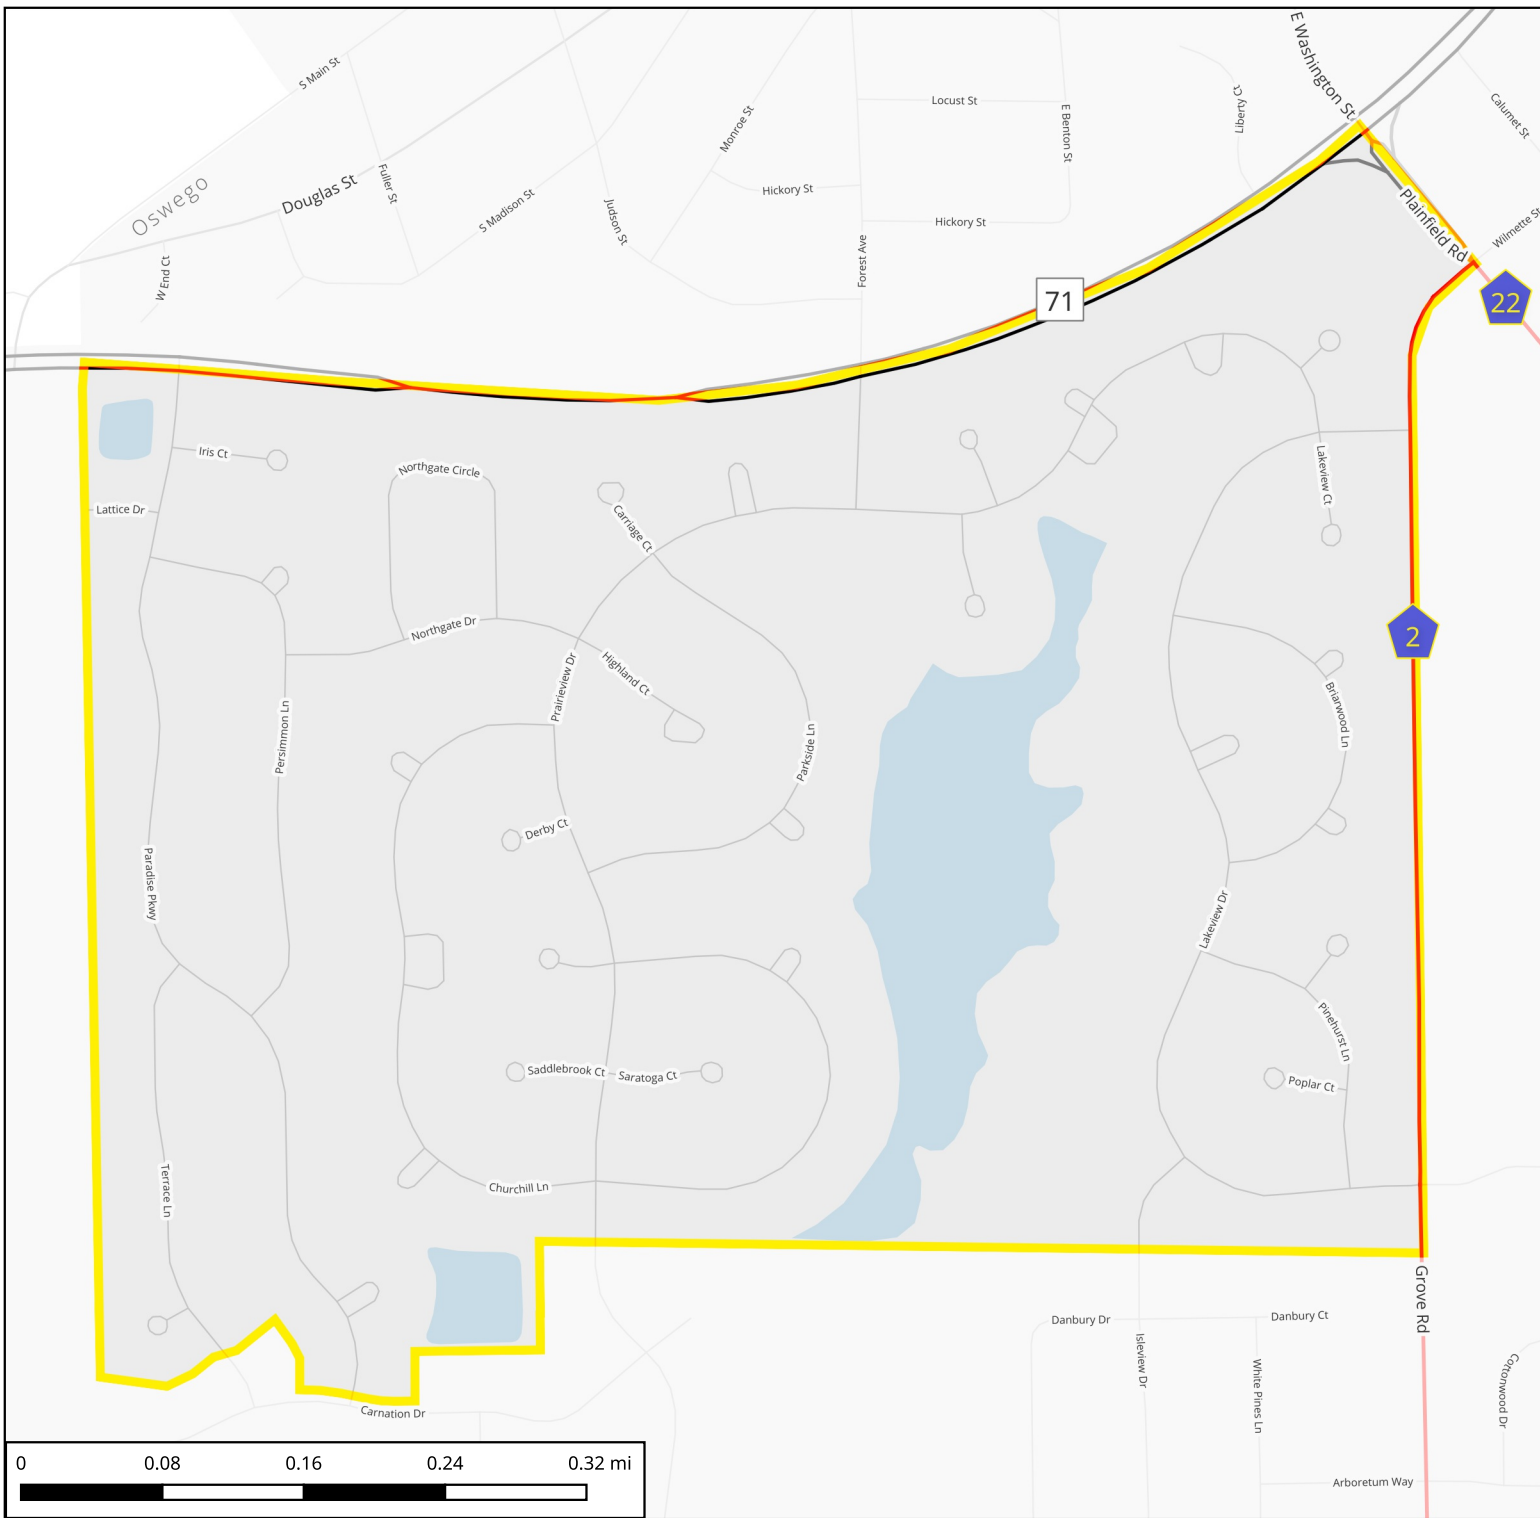 S Main St
E Washington St
Calumet St
Locust St
Liberty Ct
Monroe St
E Benton St
Fuller St
Douglas St
Oswego
S Madison St
Hickory St
Judson St
Hickory St
Plainfield Rd
Wilmette St
W End Ct
Forest Ave
71
22
Iris Ct
Northgate Circle
Lakeview Ct
Lattice Dr
Carriage Ct
Northgate Dr
2
Highland Ct
Prairieview Dr
Persimmon Ln
Briarwood Ln
Parkside Ln
Derby Ct
Paradise Pkwy
Lakeview Dr
Pinehurst Ln
Saddlebrook Ct
Saratoga Ct
Poplar Ct
Terrace Ln
Churchill Ln
Grove Rd
Danbury Dr
Danbury Ct
Isleview Dr
White Pines Ln
Cottonwood Dr
Carnation Dr
Arboretum Way
0 0.08 0.16 0.24 0.32 mi